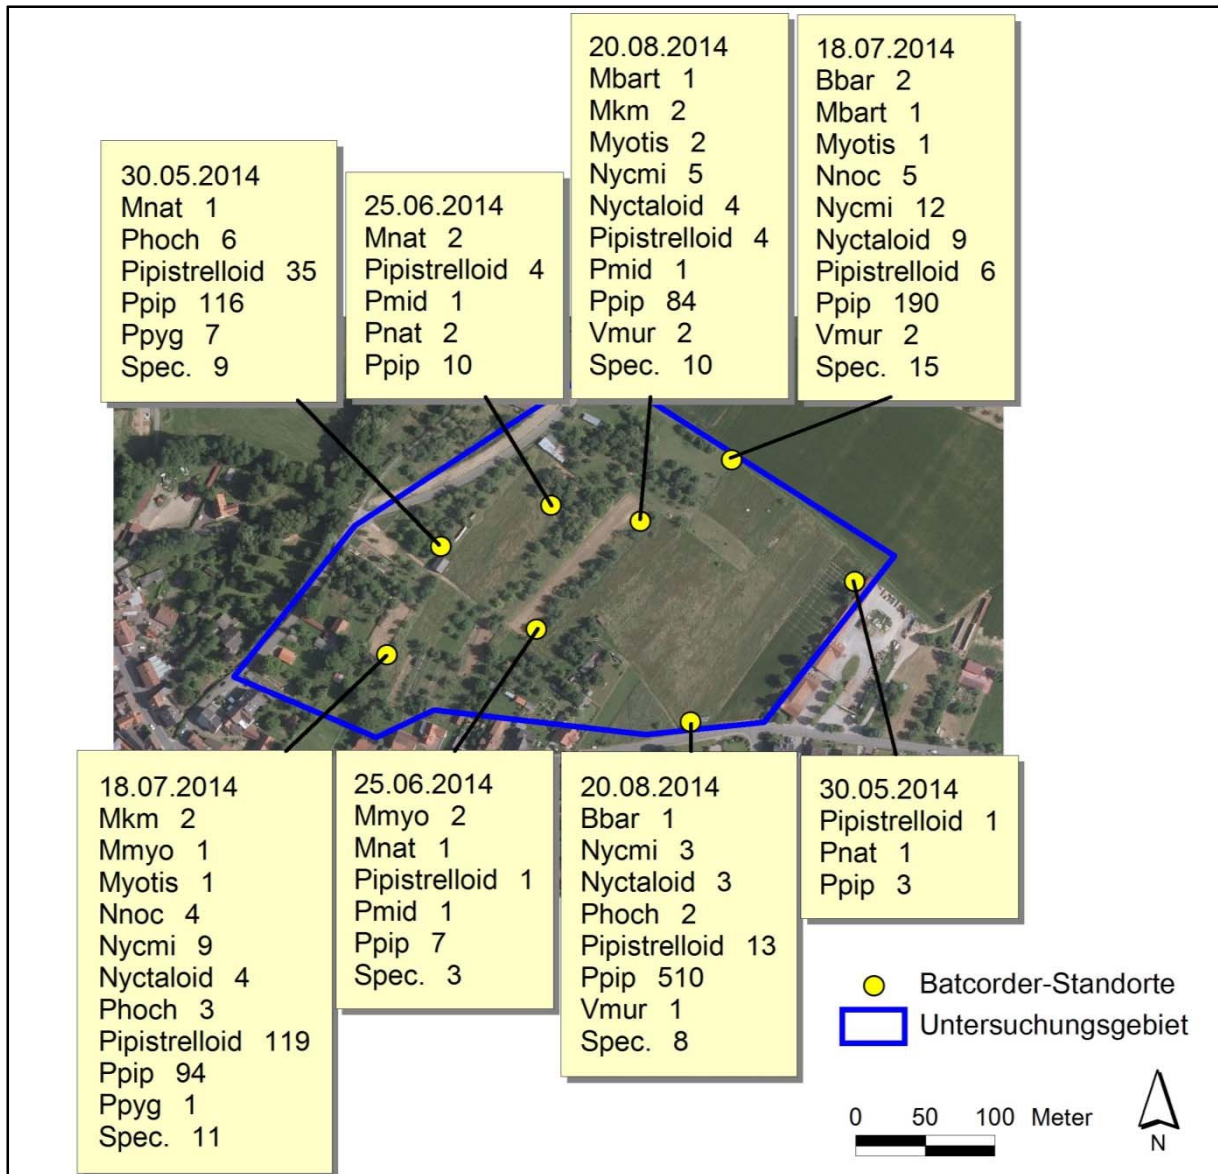 30.05.2014
Mnat 1
Phoch 6
Pipistrelloid 35
Ppip 116
Ppyg 7
Spec. 9
25.06.2014
Mnat 2
Pipistrelloid 4
Pmid 1
Pnat 2
Ppip 10
20.08.2014
Mbart 1
Mkm 2
Myotis 2
Nycmi 5
Nyctaloid 4
Pipistrelloid 4
Pmid 1
Ppip 84
Vmur 2
Spec. 10
18.07.2014
Bbar 2
Mbart 1
Myotis 1
Nnoc 5
Nycmi 12
Nyctaloid 9
Pipistrelloid 6
Ppip 190
Vmur 2
Spec. 15
18.07.2014
Mkm 2
Mmyo 1
Myotis 1
Nnoc 4
Nycmi 9
Nyctaloid 4
Phoch 3
Pipistrelloid 119
Ppip 94
Ppyg 1
Spec. 11
25.06.2014
Mmyo 2
Mnat 1
Pipistrelloid 1
Pmid 1
Ppip 7
Spec. 3
20.08.2014
Bbar 1
Nycmi 3
Nyctaloid 3
Phoch 2
Pipistrelloid 13
Ppip 510
Vmur 1
Spec. 8
30.05.2014
Pipistrelloid 1
Pnat 1
Ppip 3
Batcorder-Standorte
Untersuchungsgebiet
0 50 100 Meter
N